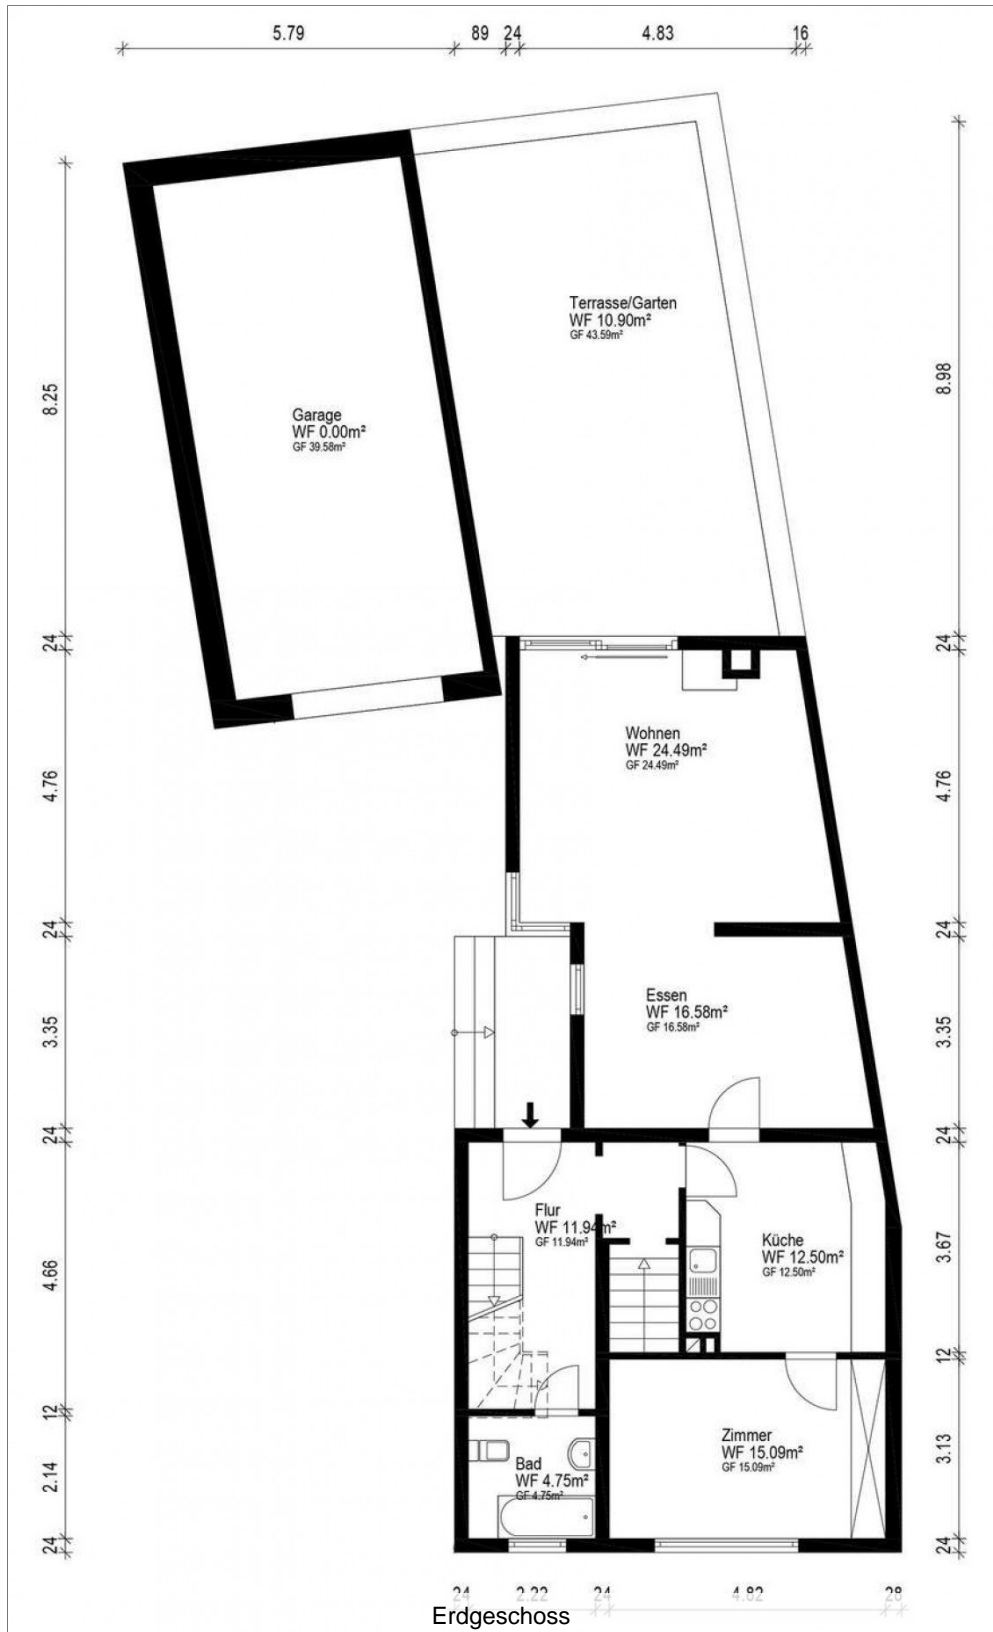 5.79 89 24 4.83 16
Terrasse/Garten
WF 10.90m²
GF 43.59m²
8.25
8.98
Garage
WF 0.00m²
GF 39.58m²
24
24
Wohnen
WF 24.49m²
GF 24.49m²
4.76
4.76
24
24
Essen
WF 16.58m²
GF 16.58m²
3.35
3.35
24
24
Flur
WF 11.94m²
GF 11.94m²
Küche
WF 12.50m²
GF 12.50m²
4.66
3.67
12
12
Zimmer
WF 15.09m²
GF 15.09m²
Bad
WF 4.75m²
GF 4.75m²
2.14
3.13
24
24
24 2.22 24 4.82 28
Erdgeschoss